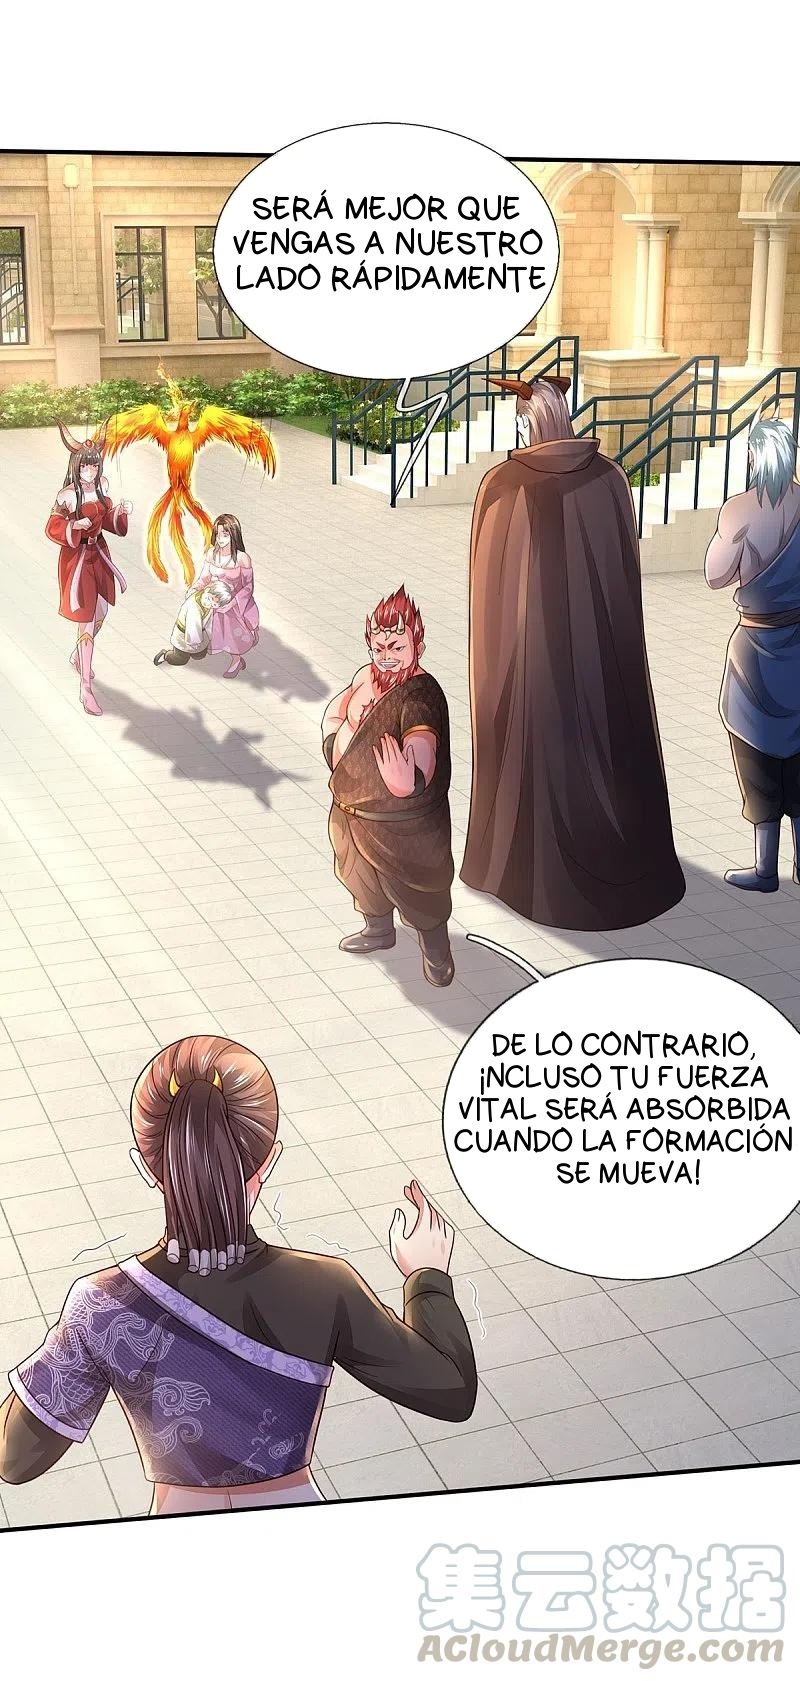 SERÁ MEJOR QUE
VENGAS A NUESTRO
LADO RÁPIDAMENTE
DE LO CONTRARIO,
¡NCLUSO TU FUERZA
VITAL SERÁ ABSORBIDA
CUANDO LA FORMACIÓN
SE MUEVA!
集云数据
ACloudMerge.com